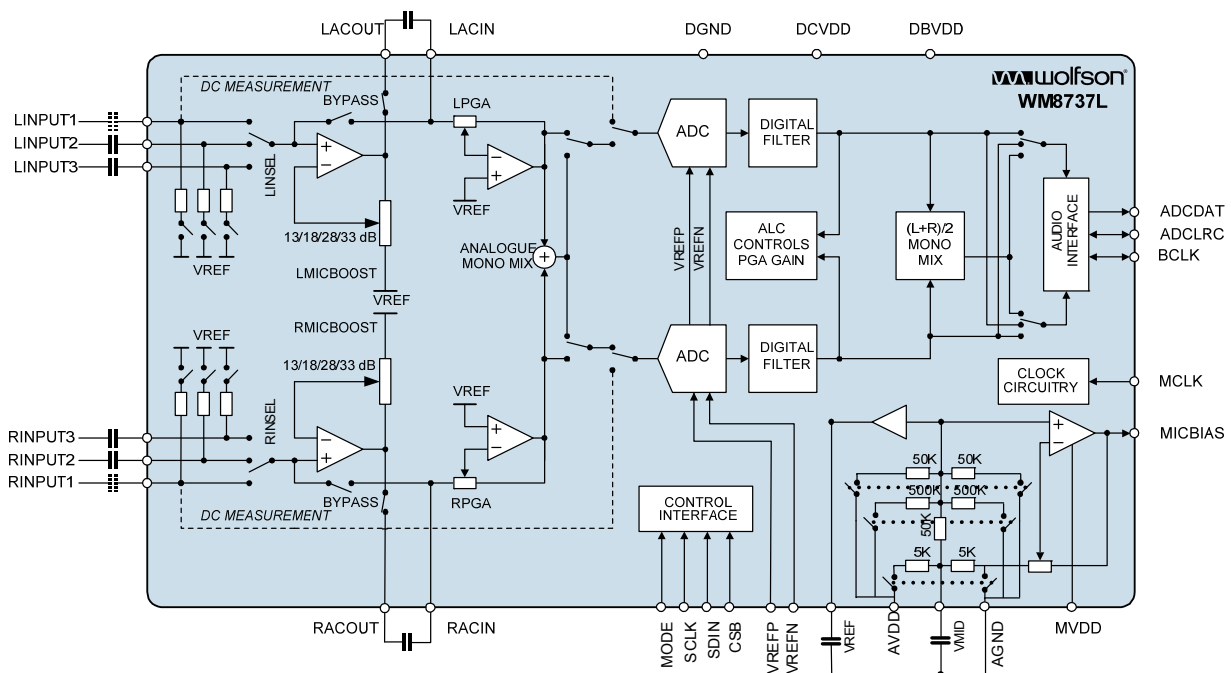 LACOUT
LACIN
DGND
DCVDD
DBVDD
wolfson®
WM8737L
DC MEASUREMENT
BYPASS
LPGA
LINPUT1
LINPUT2
LINPUT3
LINSEL
ADC
DIGITAL
FILTER
VREF
VREF
13/18/28/33 dB
LMICBOOST
VREF
RMICBOOST
13/18/28/33 dB
ANALOGUE
MONO MIX
VREFP
VREFN
ALC
CONTROLS
PGA GAIN
(L+R)/2
MONO
MIX
AUDIO
INTERFACE
ADCDAT
ADCLRC
BCLK
VREF
VREF
ADC
DIGITAL
FILTER
CLOCK
CIRCUITRY
MCLK
RINPUT3
RINPUT2
RINPUT1
RINSEL
BYPASS
RPGA
DC MEASUREMENT
MICBIAS
50K
50K
500K
500K
50K
5K
5K
CONTROL
INTERFACE
RACOUT
RACIN
MODE
SCLK
SDIN
CSB
VREFP
VREFN
VREF
AVDD
VMID
AGND
MVDD